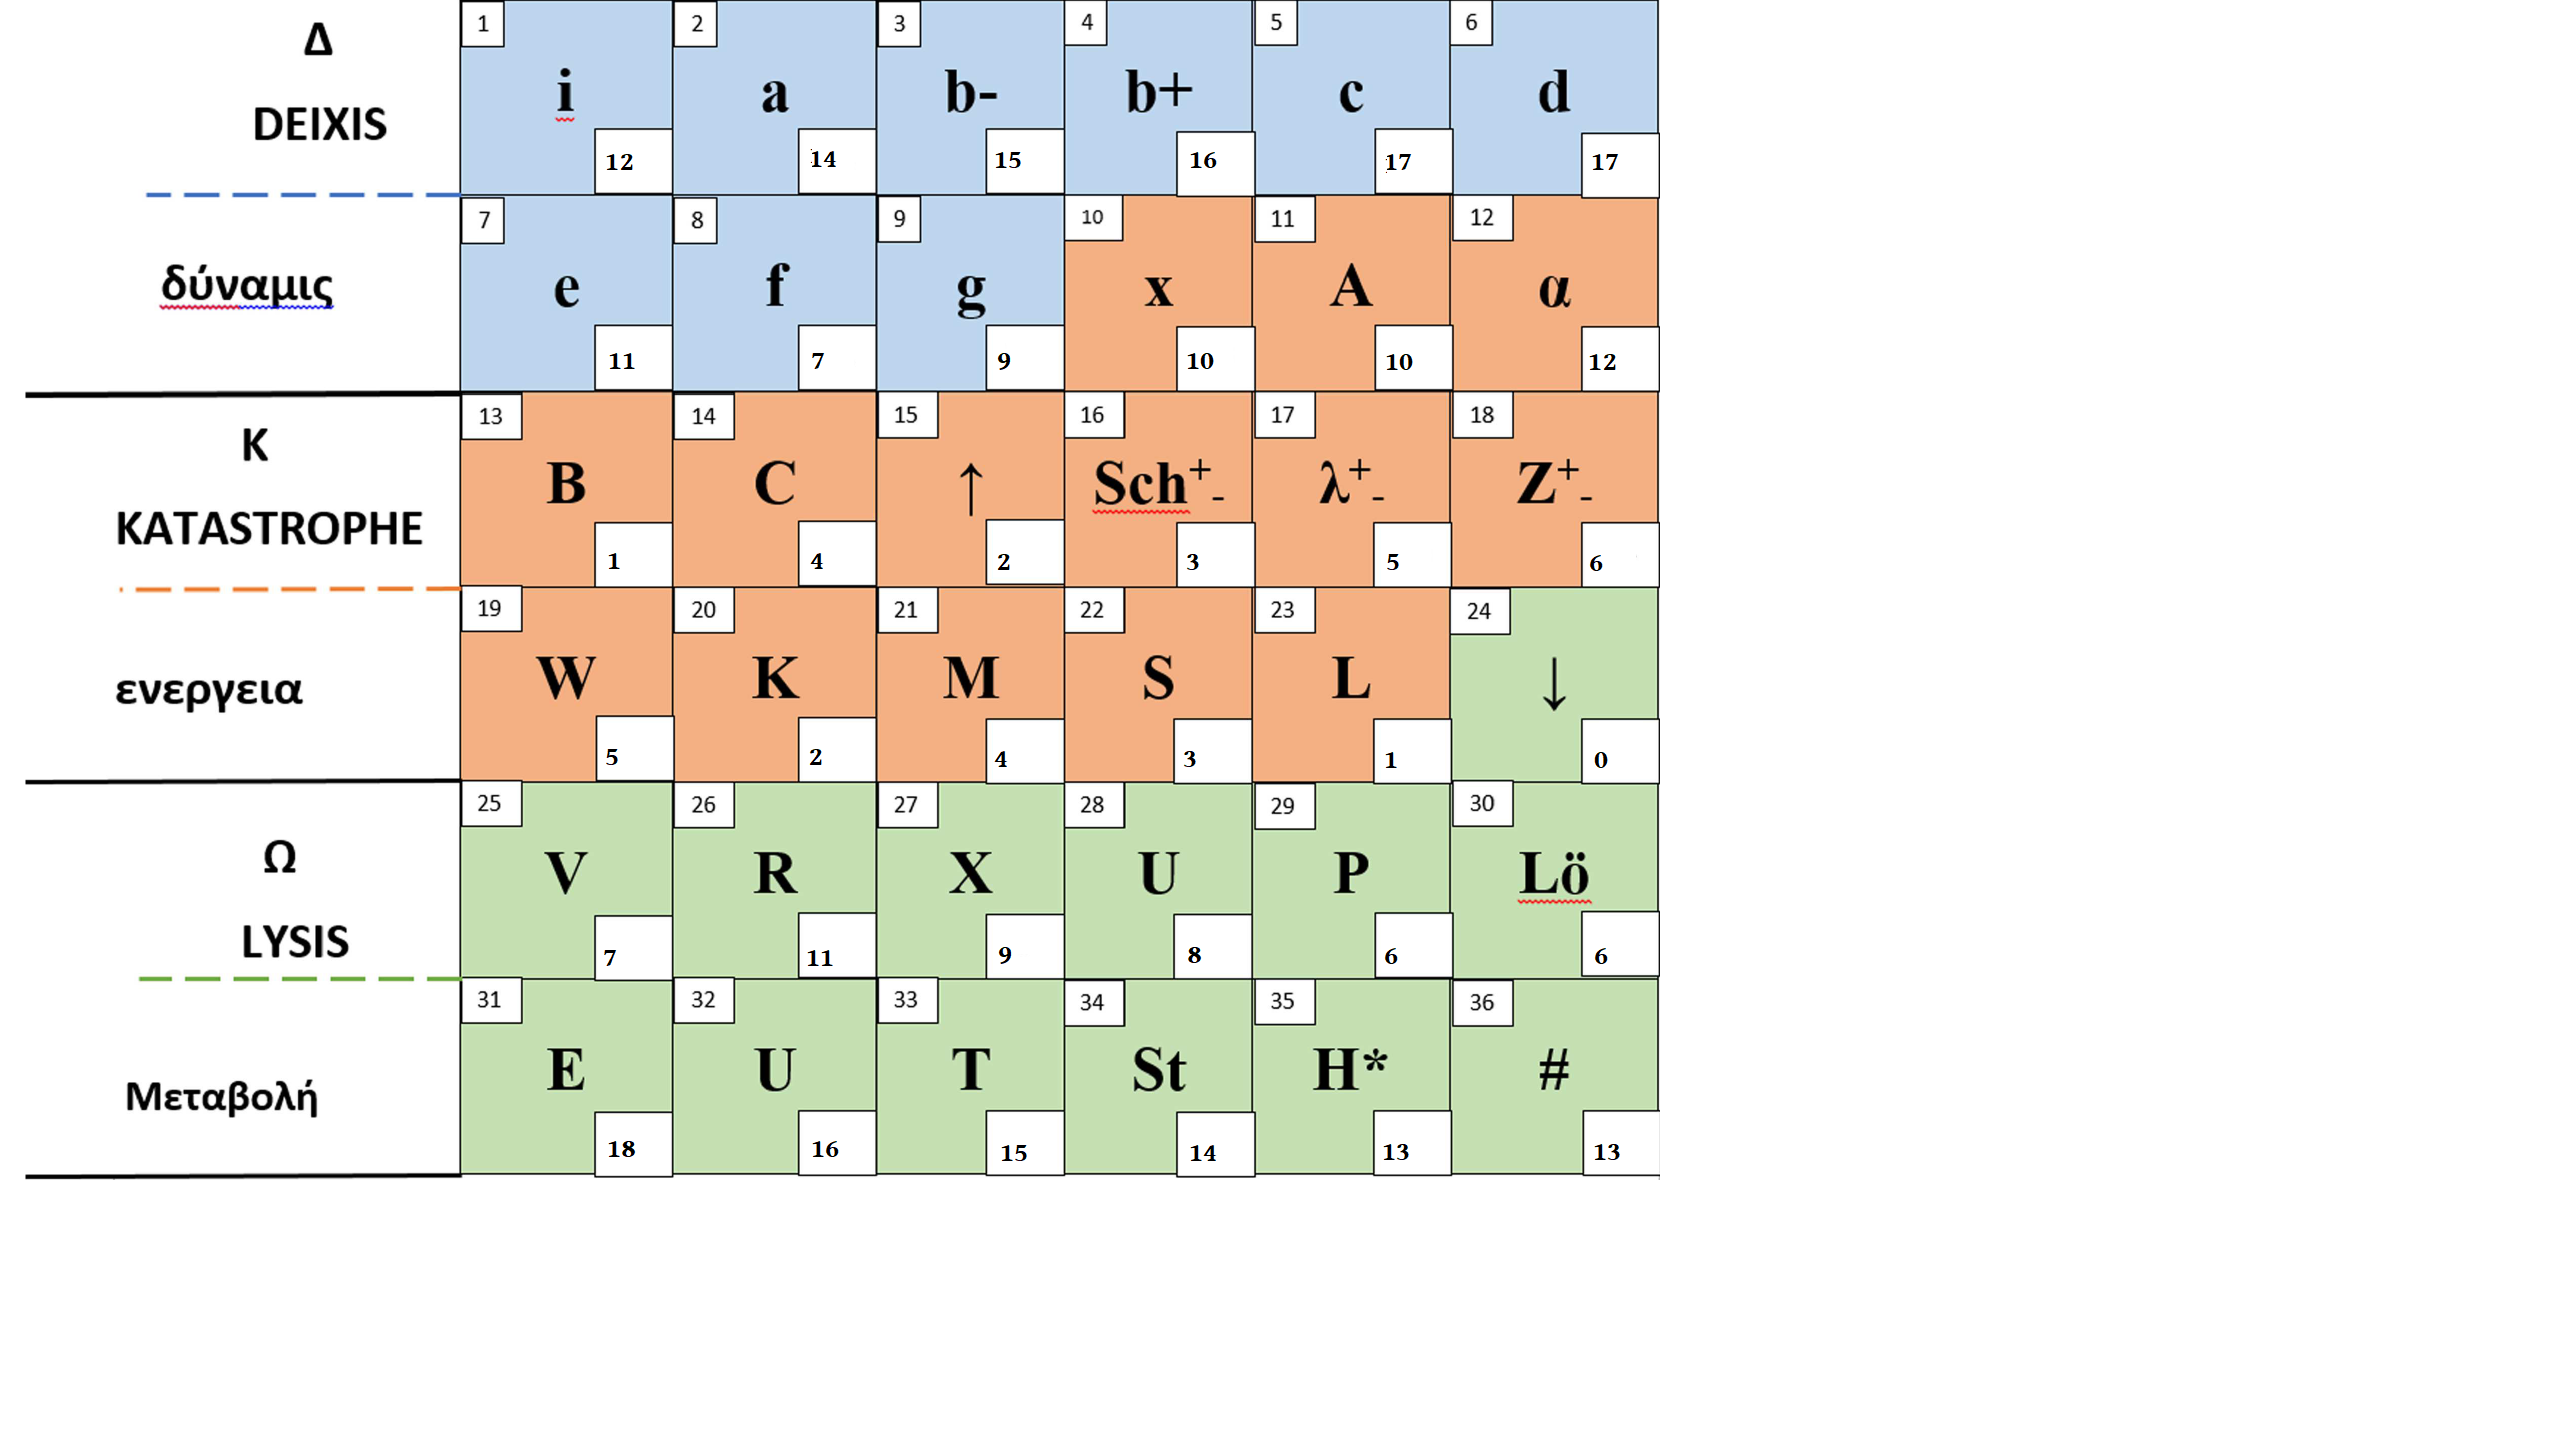 Δ
DEIXIS
1 2 3 4 5 6
i a b- b+ c d
12 14 15 16 17 17
δύναμις
7 8 9 10 11 12
e f g x A α
11 7 9 10 10 12
K
KATASTROPHE
13 14 15 16 17 18
B C ↑ Sch⁺₋ λ⁺₋ Z⁺₋
1 4 2 3 5 6
ενεργεια
19 20 21 22 23 24
W K M S L ↓
5 2 4 3 1 0
Ω
LYSIS
25 26 27 28 29 30
V R X U P Lö
7 11 9 8 6 6
Μεταβολή
31 32 33 34 35 36
E U T St H* #
18 16 15 14 13 13